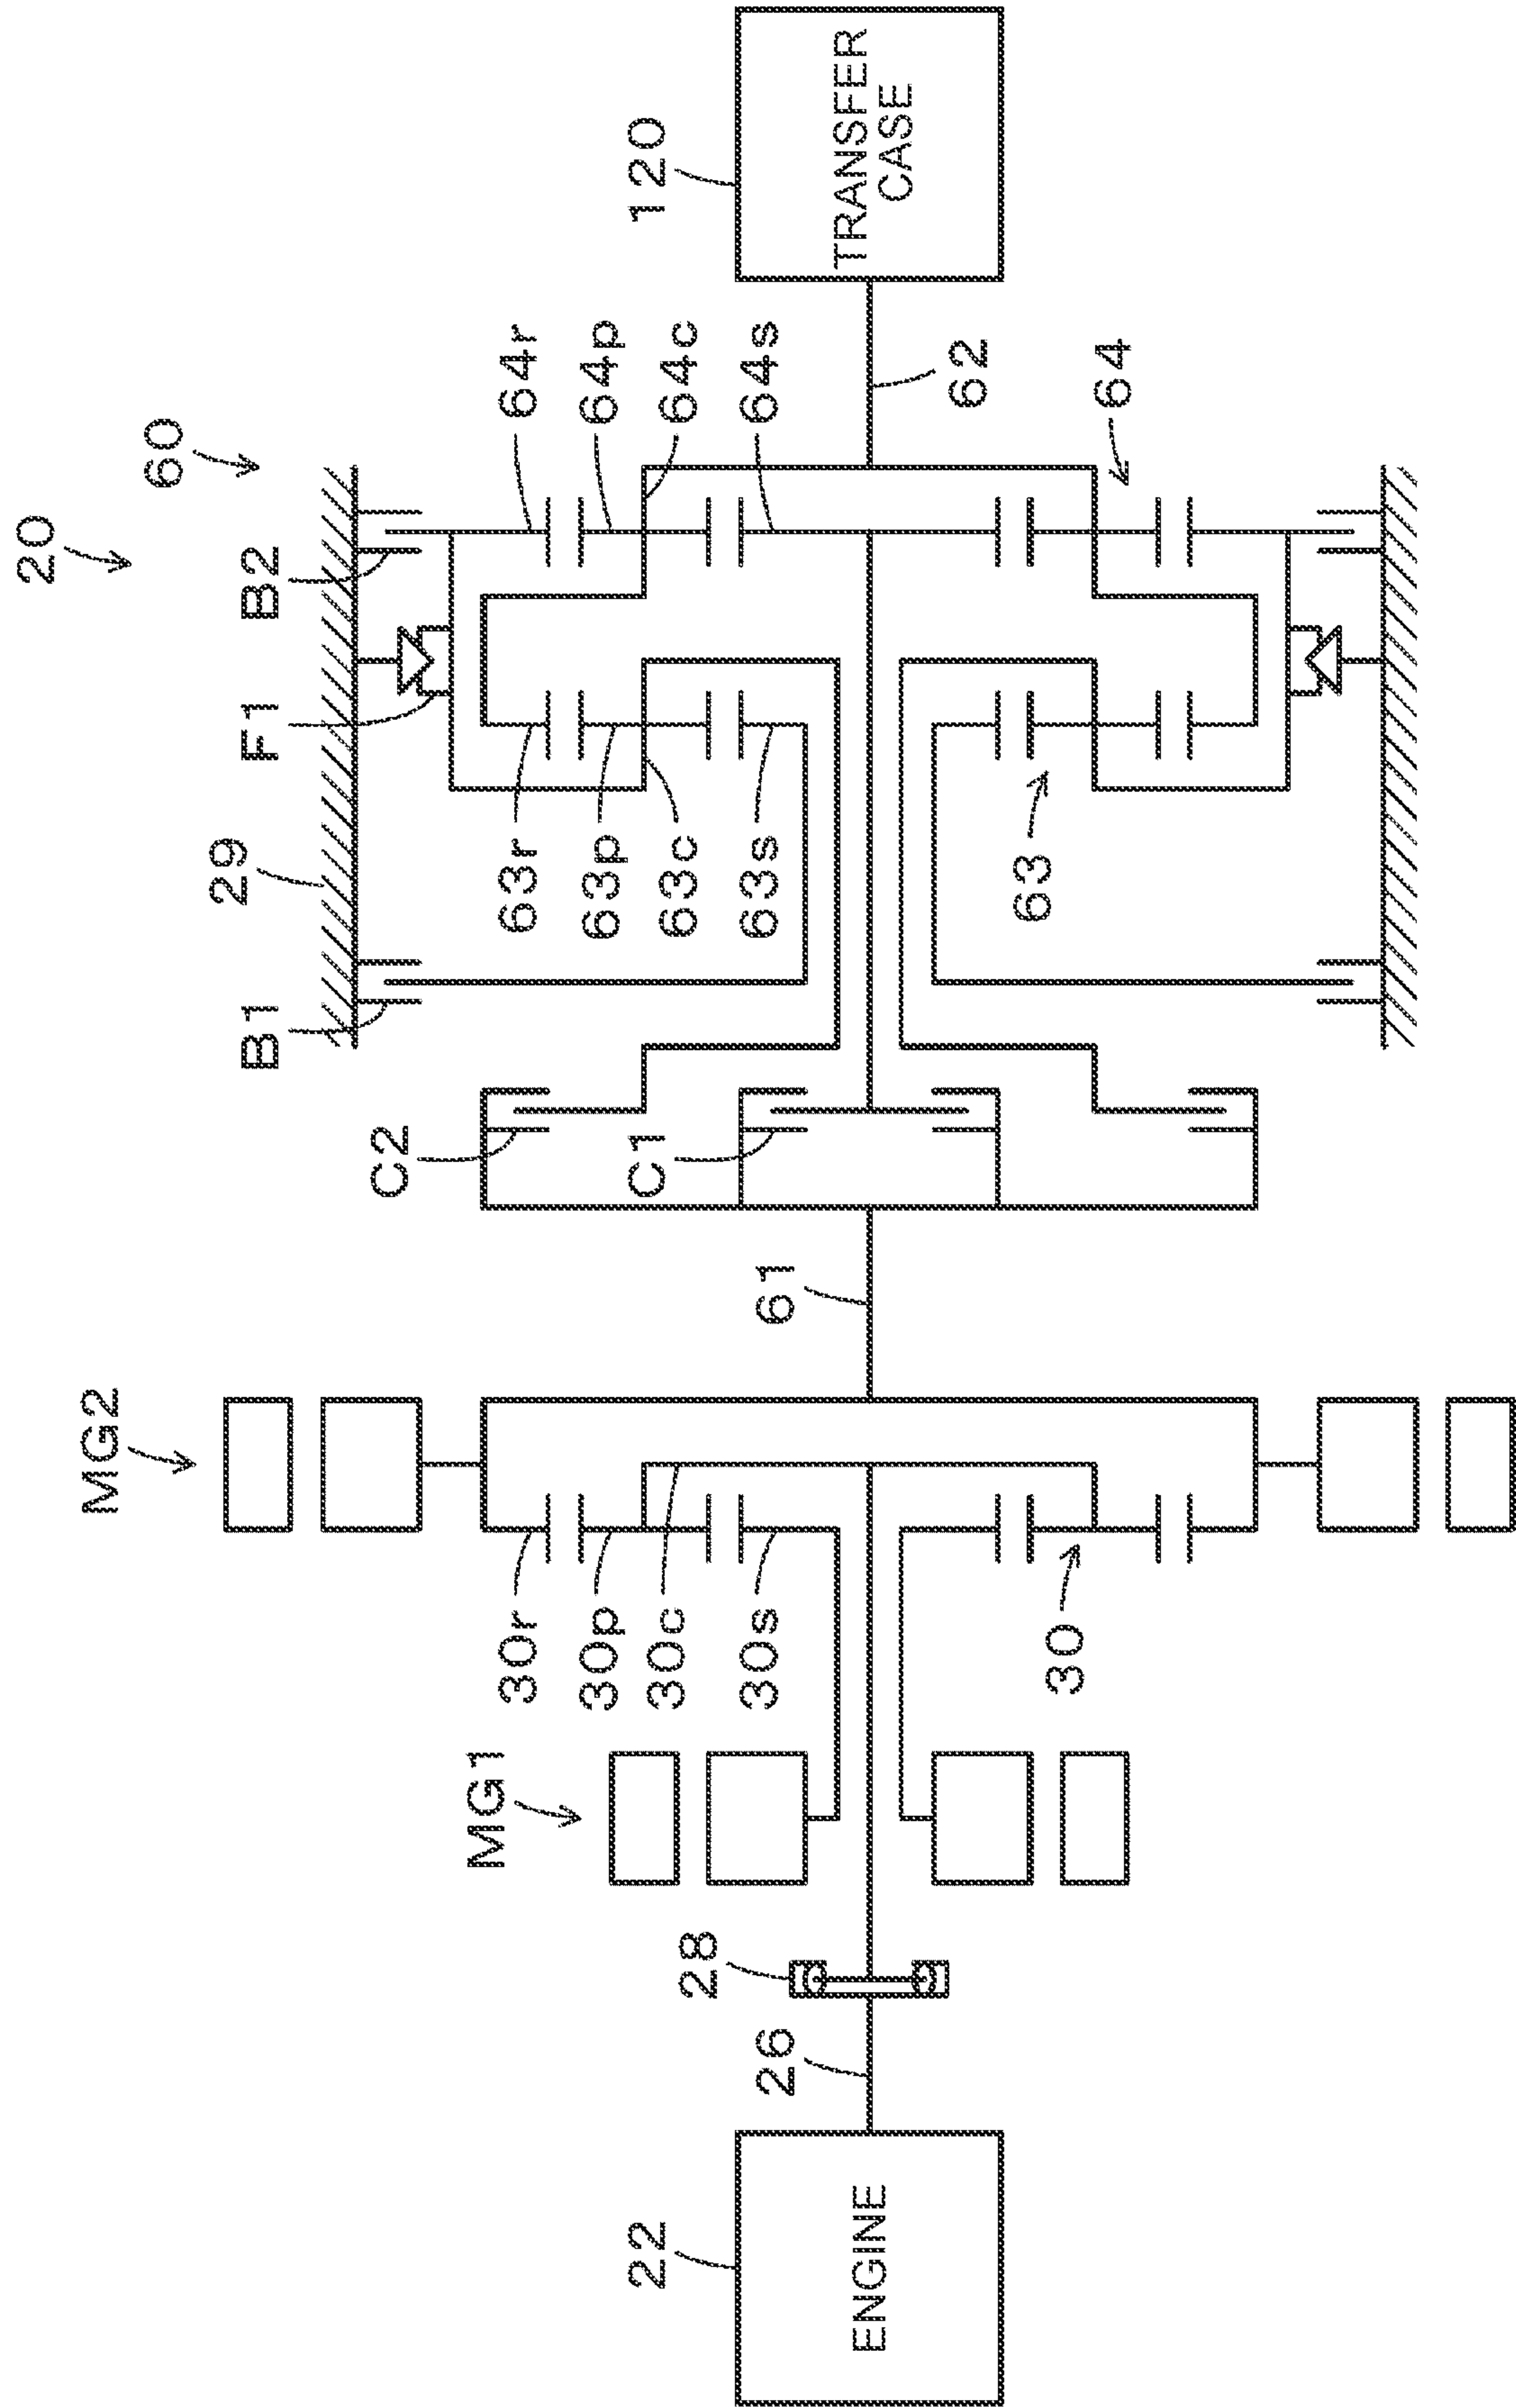 20
60
MG2
29
B1
F1
B2
C2
MG1
63r
64r
63p
64p
63c
64c
63s
64s
C1
30r
30p
30c
30s
22
ENGINE
26
28
61
30
63
62
64
120
TRANSFER
CASE